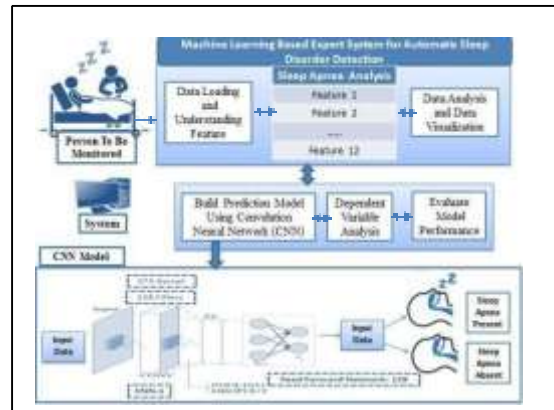 Machine Learning Based Expert System for Automatic Sleep
Disorder Detection
Sleep Apnea Analysis
Data Loading
and
Understanding
Feature
Feature 1
Feature 2
Feature 12
Data Analysis
and Data
Visualization
Person To Be
Monitored
System
Build Prediction Model
Using Convolution
Neural Network (CNN)
Dependent
Variable
Analysis
Evaluate
Model
Performance
CNN Model
Input
Data
Input
Data
Sleep
Apnea
Present
Sleep
Apnea
Absent